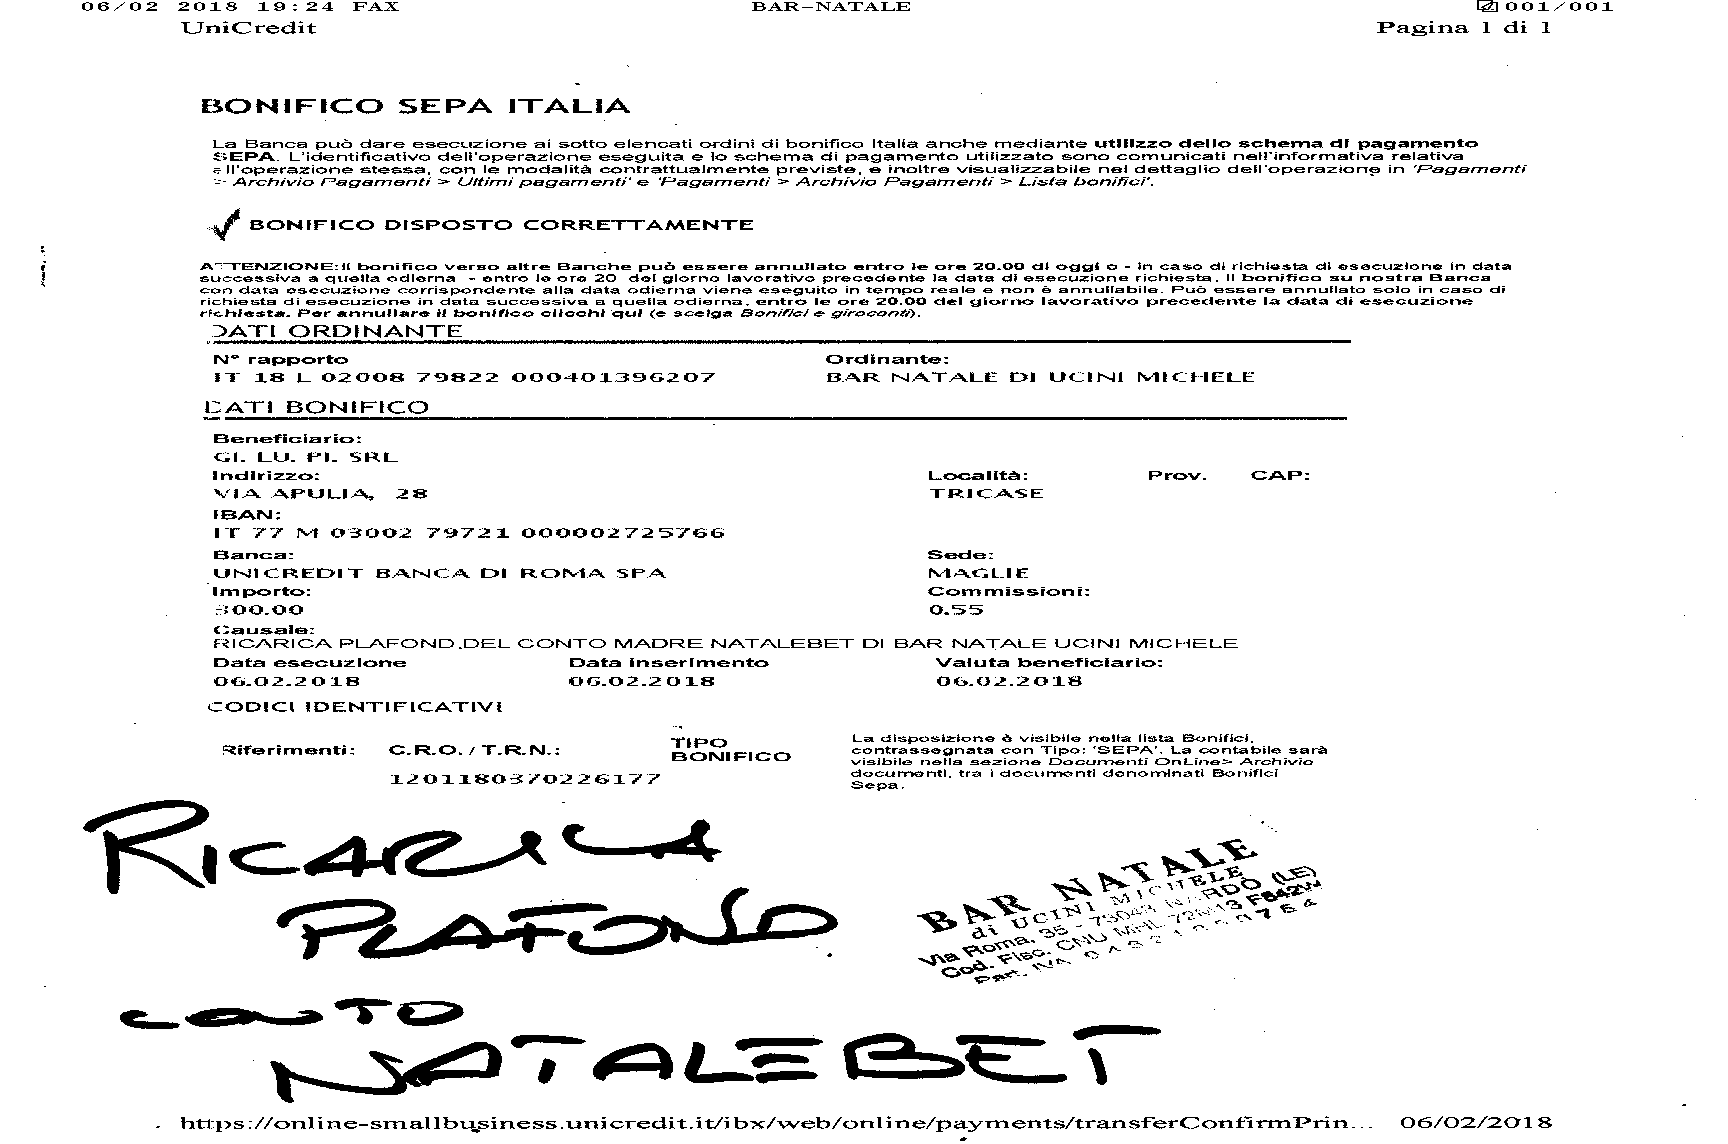 06/02 2018 19:24 FAX BAR-NATALE 001/001
UniCredit Pagina 1 di 1
BONIFICO SEPA ITALIA
La Banca può dare esecuzione ai sotto elencati ordini di bonifico Italia anche mediante utilizzo dello schema di pagamento
SEPA. L'identificativo dell'operazione eseguita e lo schema di pagamento utilizzato sono comunicati nell'informativa relativa
all'operazione stessa, con le modalità contrattualmente previste, e inoltre visualizzabile nel dettaglio dell'operazione in 'Pagamenti
> Archivio Pagamenti > Ultimi pagamenti' e 'Pagamenti > Archivio Pagamenti > Lista bonifici'.
BONIFICO DISPOSTO CORRETTAMENTE
ATTENZIONE: il bonifico verso altre Banche può essere annullato entro le ore 20.00 di oggi o - in caso di richiesta di esecuzione in data
successiva a quella odierna - entro le ore 20 del giorno lavorativo precedente la data di esecuzione richiesta. Il bonifico su nostra Banca
con data esecuzione corrispondente alla data odierna viene eseguito in tempo reale e non è annullabile. Può essere annullato solo in caso di
richiesta di esecuzione in data successiva a quella odierna, entro le ore 20.00 del giorno lavorativo precedente la data di esecuzione
richiesta. Per annullare il bonifico clicchi qui (e scelga Bonifici e giroconti).
DATI ORDINANTE
N° rapporto Ordinante:
IT 18 L 02008 79822 000401396207 BAR NATALE DI UCINI MICHELE
DATI BONIFICO
Beneficiario:
GI. LU. PI. SRL
Indirizzo: Località: Prov. CAP:
VIA APULIA, 28 TRICASE
IBAN:
IT 77 M 03002 79721 000002725766
Banca: Sede:
UNICREDIT BANCA DI ROMA SPA MAGLIE
Importo: Commissioni:
0.55
Causale:
RICARICA PLAFOND.DEL CONTO MADRE NATALEBET DI BAR NATALE UCINI MICHELE
Data esecuzione Data inserimento Valuta beneficiario:
06.02.2018 06.02.2018 06.02.2018
CODICI IDENTIFICATIVI
Riferimenti: C.R.O./T.R.N.: TIPO BONIFICO
1201180370226177
La disposizione è visibile nella lista Bonifici,
contrassegnata con Tipo: 'SEPA'. La contabile sarà
visibile nella sezione Documenti OnLine> Archivio
documenti, tra i documenti denominati Bonifici
Sepa.
RICARICA
PLAFOND
CONTO
NATALEBET
BAR NATALE
di UCINI MICHELE
Via Roma, 35 - 73048 NARDÒ (LE)
Cod. Fisc. CNU MHL 72M13 F842W
Part. IVA
https://online-smallbusiness.unicredit.it/ibx/web/online/payments/transferConfirmPrin... 06/02/2018